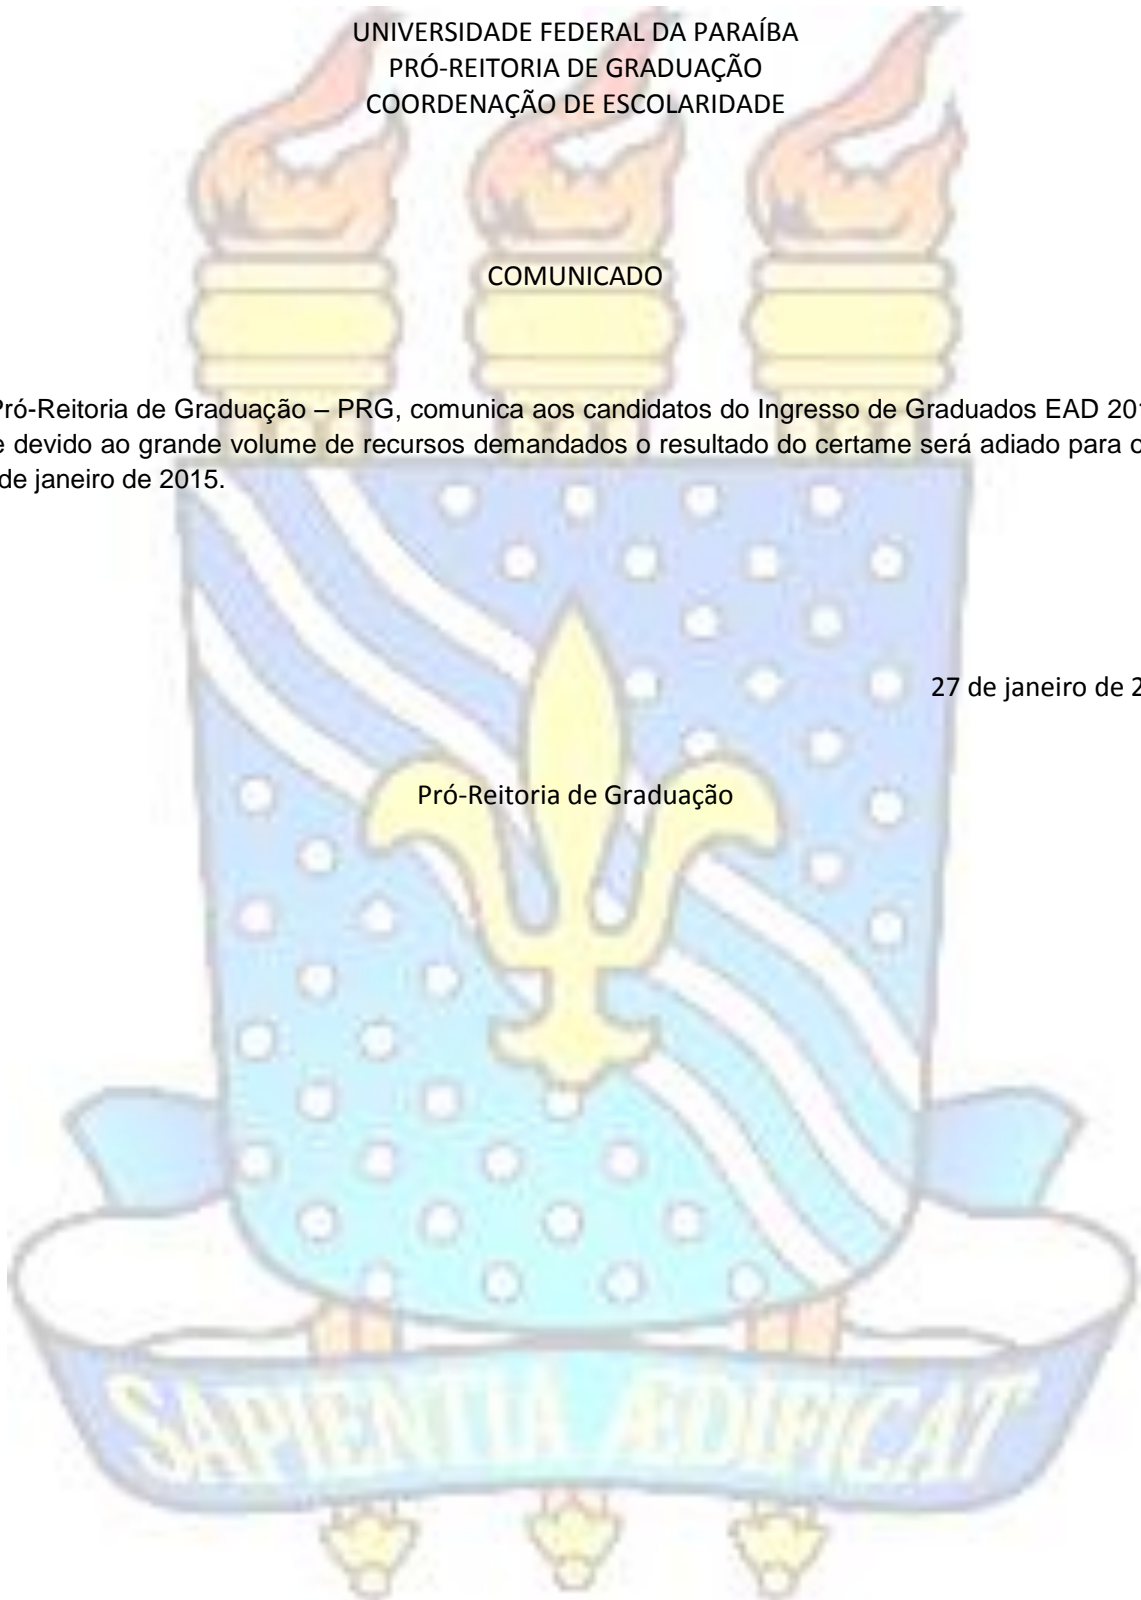 UNIVERSIDADE FEDERAL DA PARAÍBA
PRÓ-REITORIA DE GRADUAÇÃO
COORDENAÇÃO DE ESCOLARIDADE
COMUNICADO
Pró-Reitoria de Graduação – PRG, comunica aos candidatos do Ingresso de Graduados EAD
devido ao grande volume de recursos demandados o resultado do certame será adiado para
de janeiro de 2015.
27 de janeiro de
Pró-Reitoria de Graduação
SAPIENTIA ÆDIFICAT